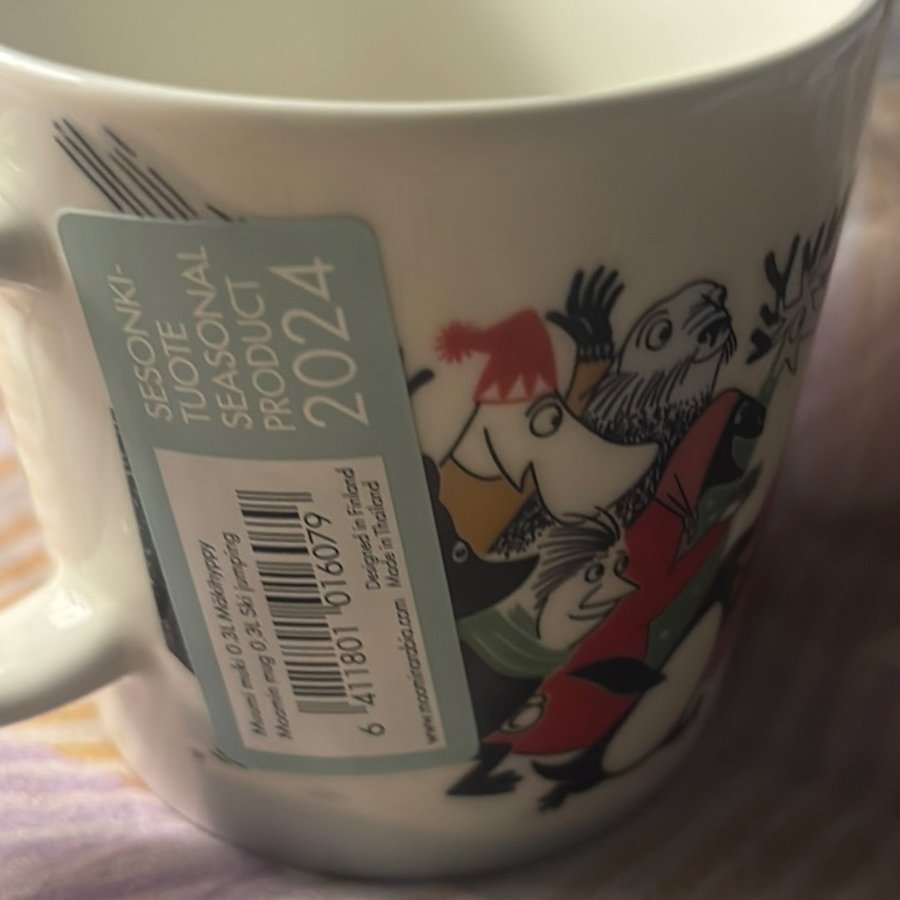 SESONKI-
TUOTE
SEASONAL
PRODUCT
2024
Muumi muki 0.3L Mäkihyppy
Moomin mug 0,3L Ski jumping
6 411801 016079
Designed in Finland
Made in Thailand
www.moominarabia.com